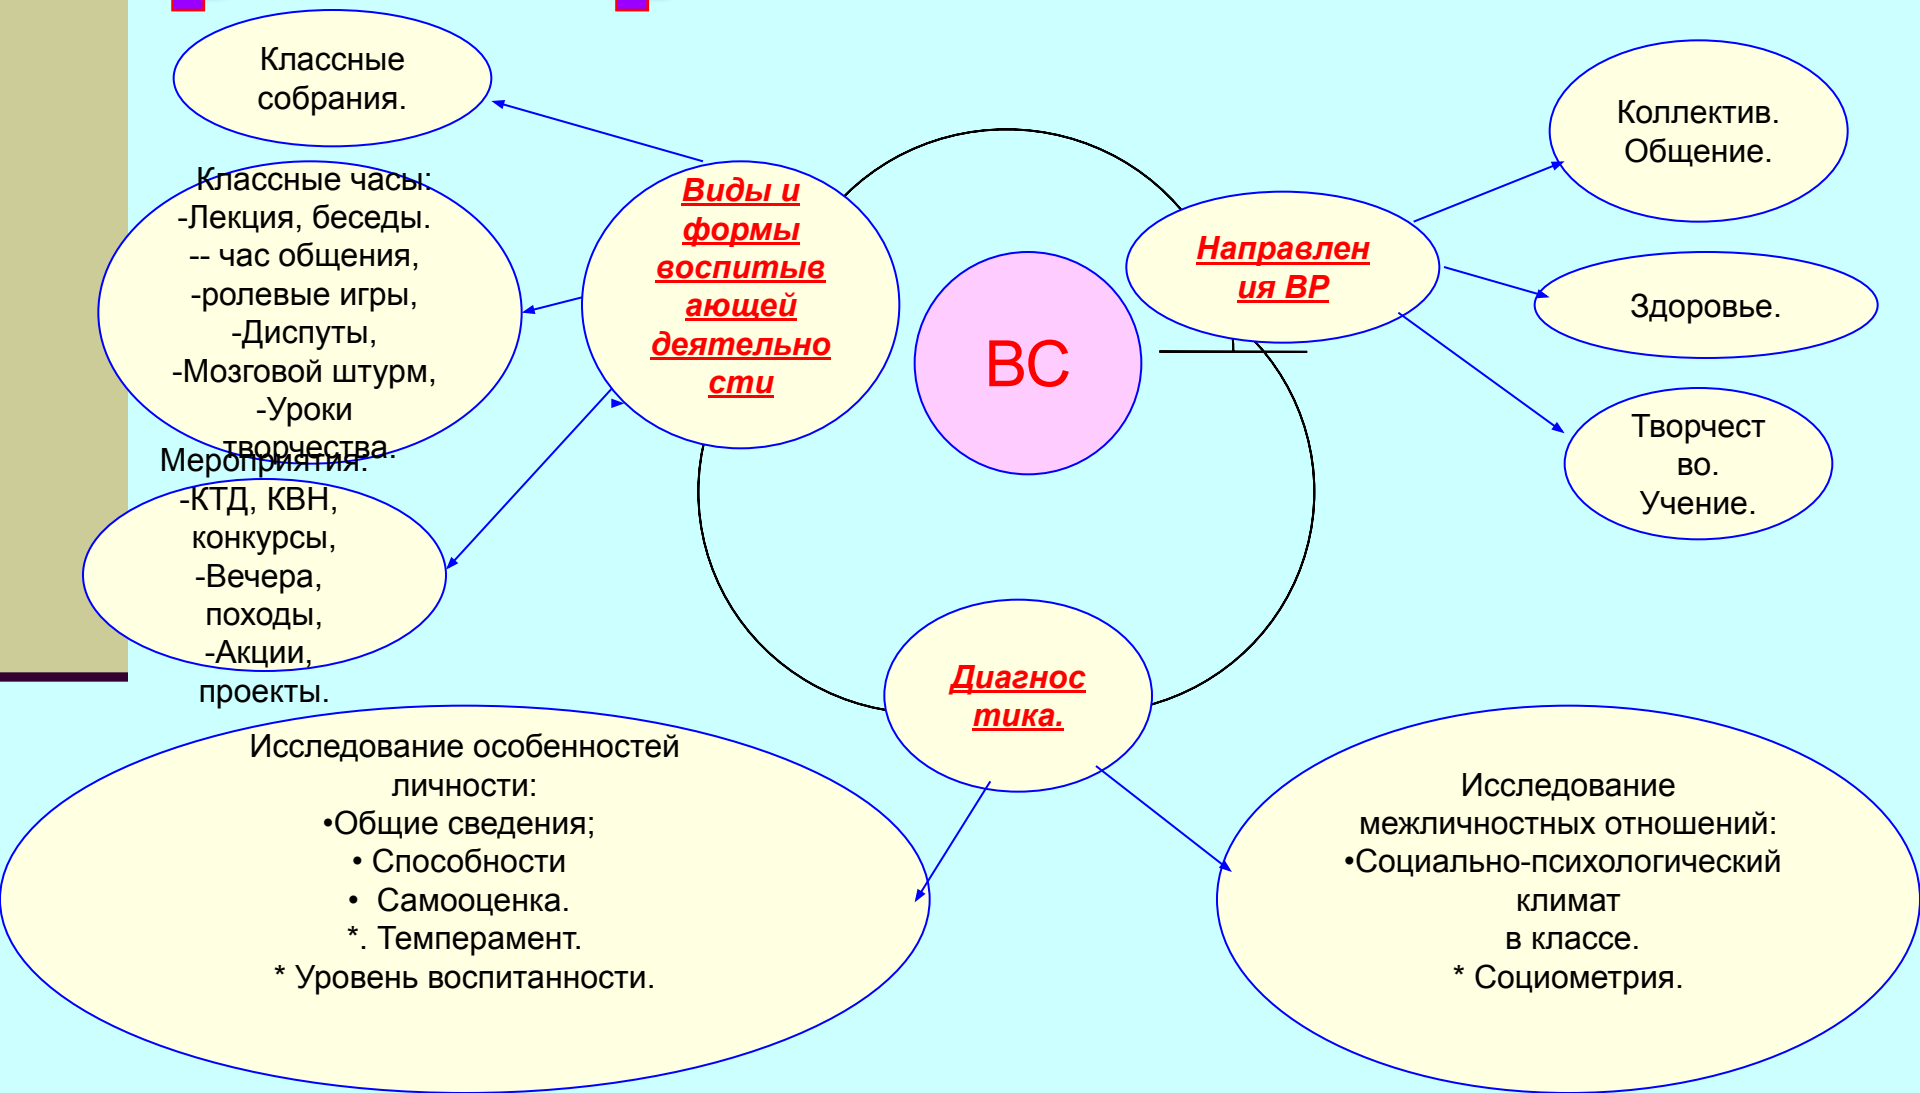 Классные
собрания.
Классные часы:
-Лекция, беседы.
-- час общения,
-ролевые игры,
-Диспуты,
-Мозговой штурм,
-Уроки
творчества.
Мероприятия:
-КТД, КВН,
конкурсы,
-Вечера,
походы,
-Акции,
проекты.
Виды и
формы
воспитыв
ающей
деятельно
сти
ВС
Направлен
ия ВР
Коллектив.
Общение.
Здоровье.
Творчест
во.
Учение.
Диагнос
тика.
Исследование особенностей
личности:
•Общие сведения;
• Способности
• Самооценка.
*. Темперамент.
* Уровень воспитанности.
Исследование
межличностных отношений:
•Социально-психологический
климат
в классе.
* Социометрия.